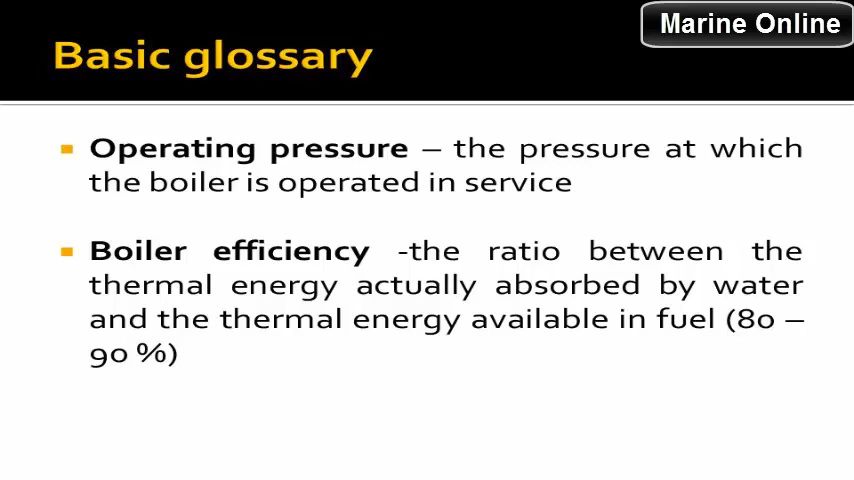 Marine Online
Basic glossary
Operating pressure – the pressure at which
the boiler is operated in service
Boiler efficiency -the ratio between the
thermal energy actually absorbed by water
and the thermal energy available in fuel (80 –
90 %)